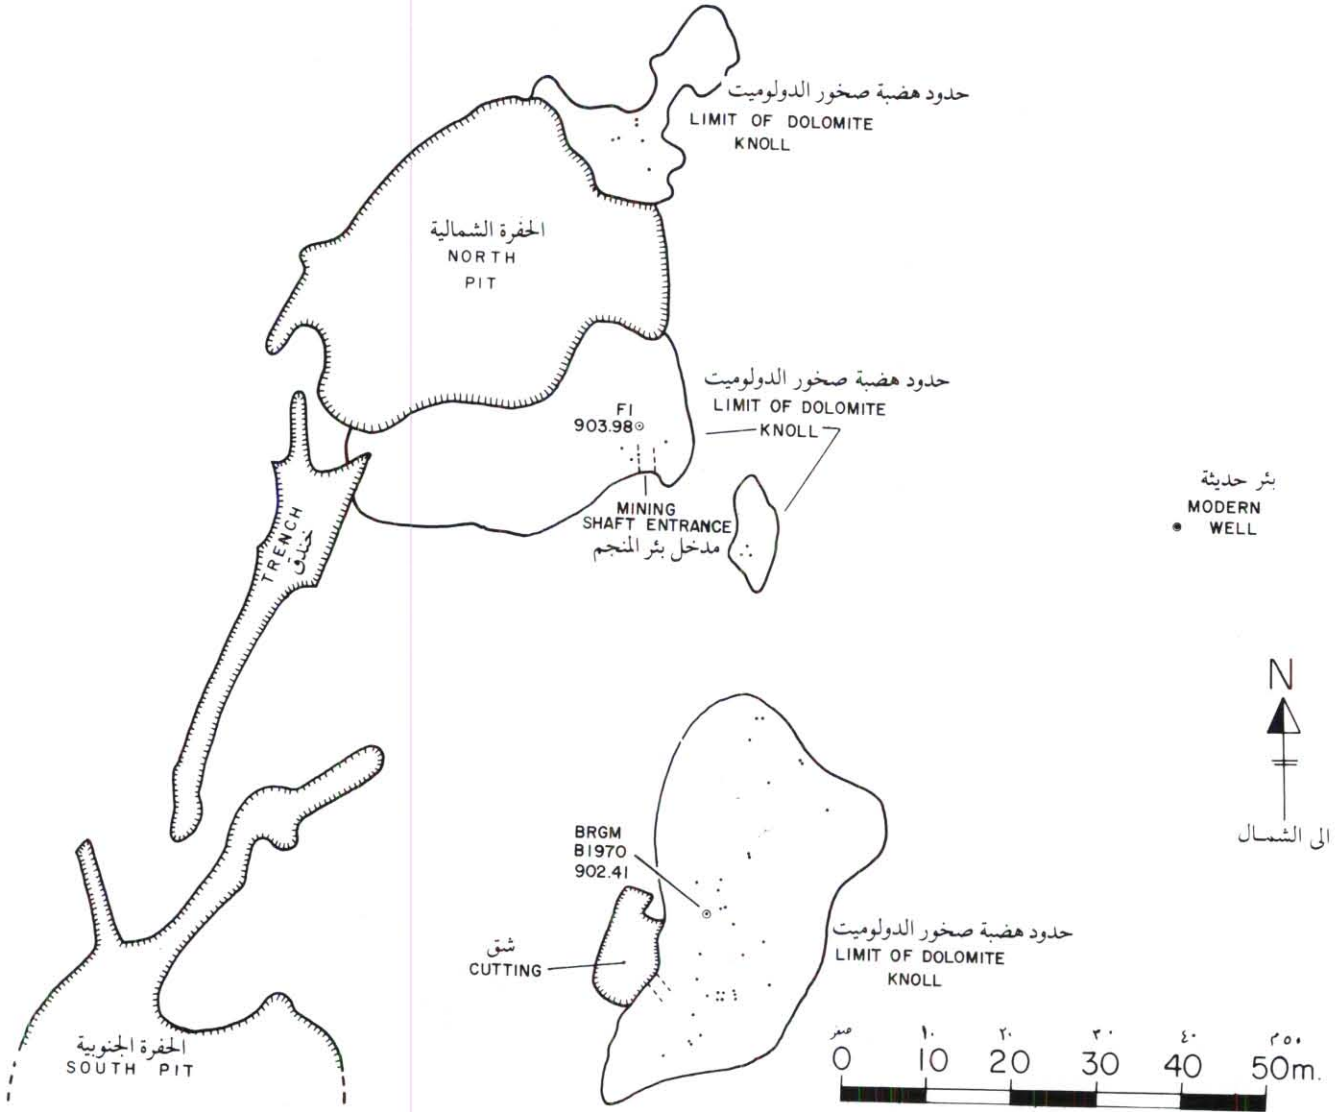 حدود هضبة صخور الدولوميت
LIMIT OF DOLOMITE
KNOLL
الحفرة الشمالية
NORTH
PIT
حدود هضبة صخور الدولوميت
LIMIT OF DOLOMITE
KNOLL
F1
903.98
MINING
SHAFT ENTRANCE
مدخل بئر المنجم
TRENCH
خندق
بئر حديثة
MODERN
WELL
N
الى الشمال
BRGM
B1970
902.41
شق
CUTTING
حدود هضبة صخور الدولوميت
LIMIT OF DOLOMITE
KNOLL
الحفرة الجنوبية
SOUTH PIT
صفر ١٠ ٢٠ ٣٠ ٤٠ ٥٠م
0 10 20 30 40 50m.